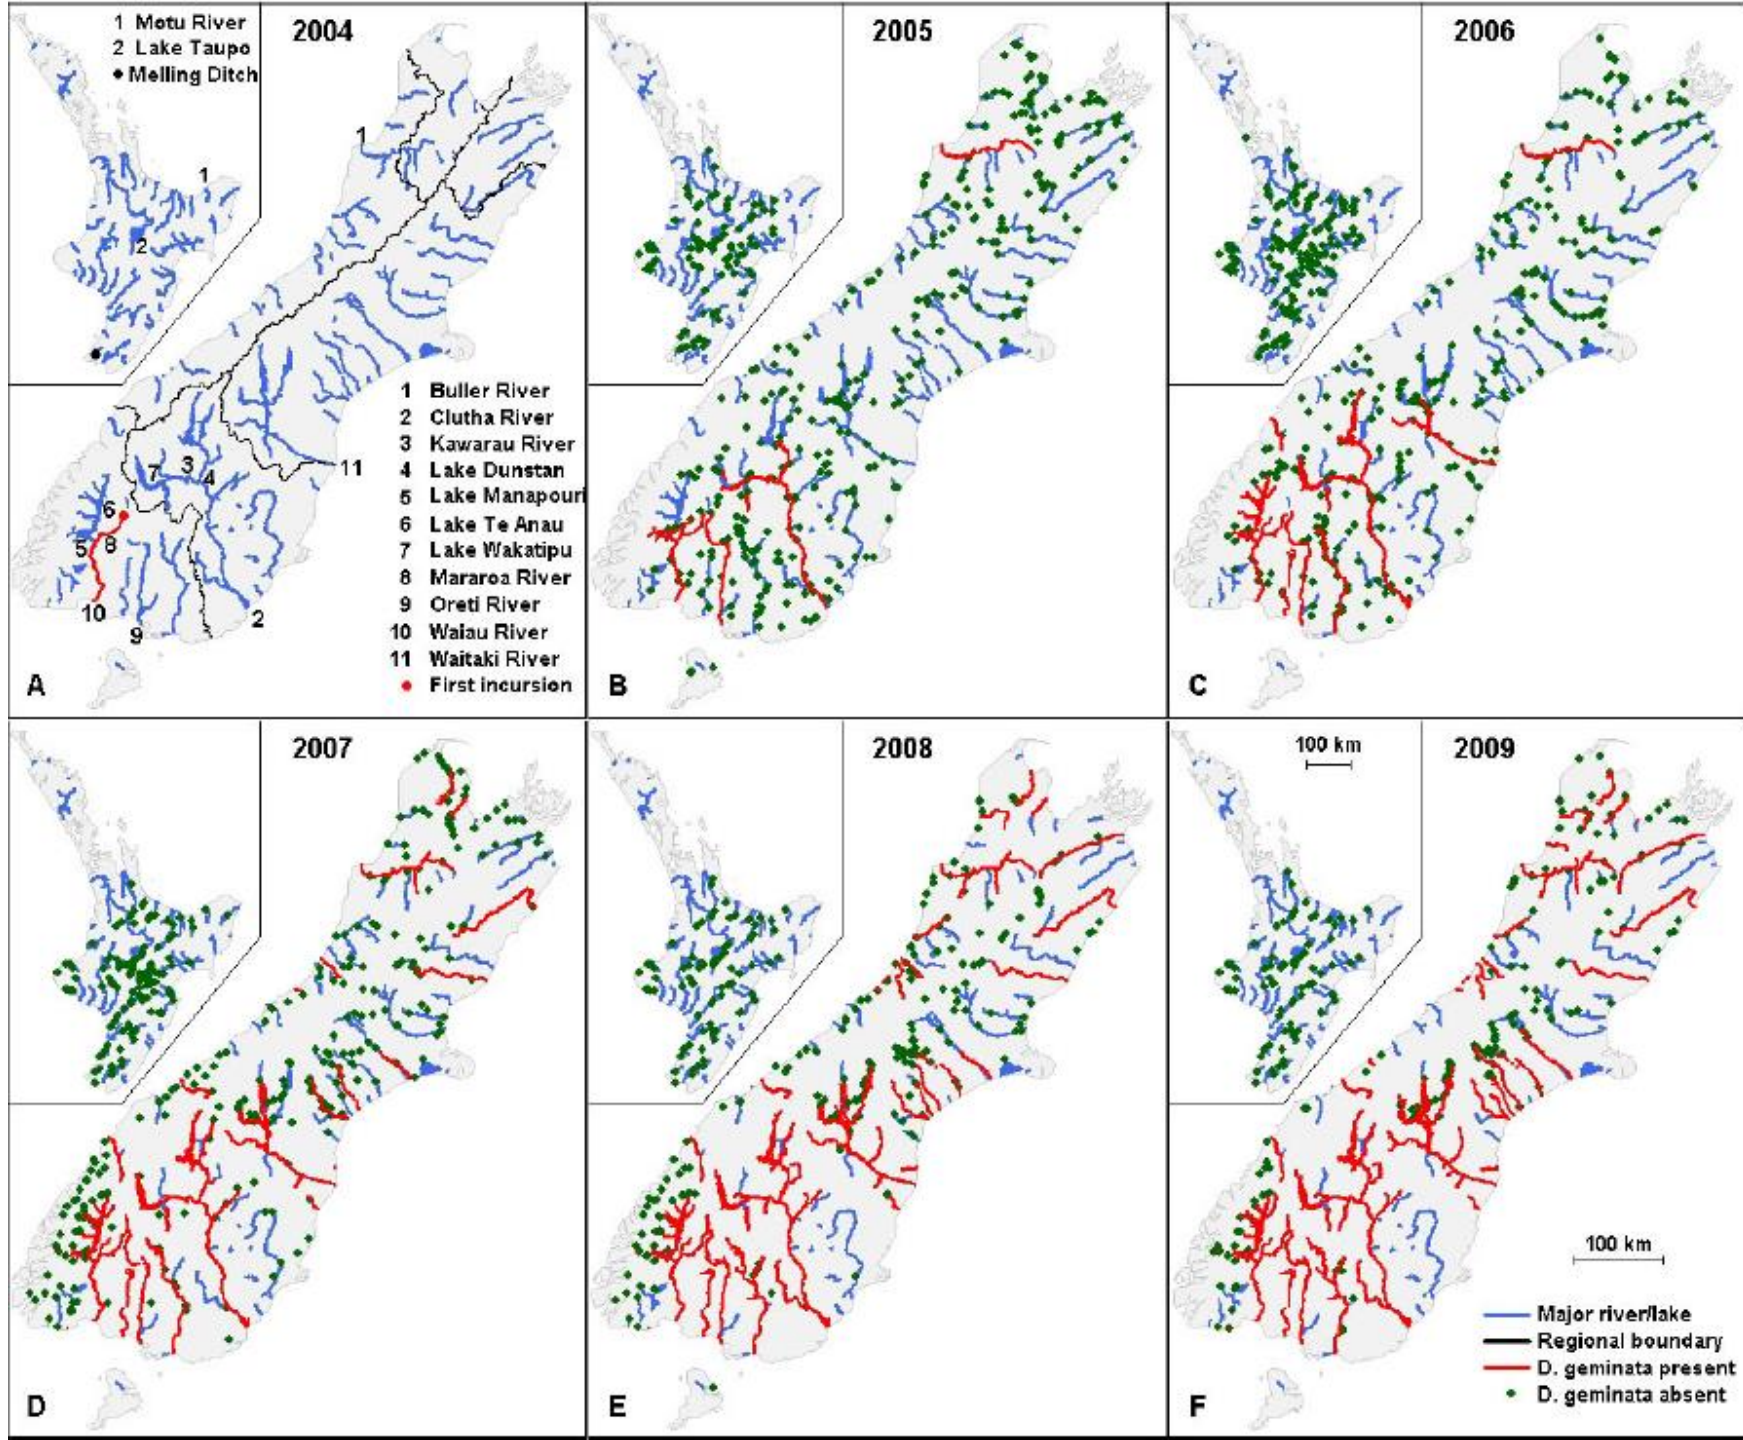 1 Motu River
2 Lake Taupo
Melling Ditch
2004
1
2
1
1 Buller River
2 Clutha River
3 Kawarau River
4 Lake Dunstan
5 Lake Manapouri
6 Lake Te Anau
7 Lake Wakatipu
8 Mararoa River
9 Oreti River
10 Waiau River
11 Waitaki River
First incursion
11
3
7
4
6
5
8
10
9
2
A
2005
B
2006
C
2007
D
2008
E
100 km
2009
100 km
Major river/lake
Regional boundary
D. geminata present
D. geminata absent
F